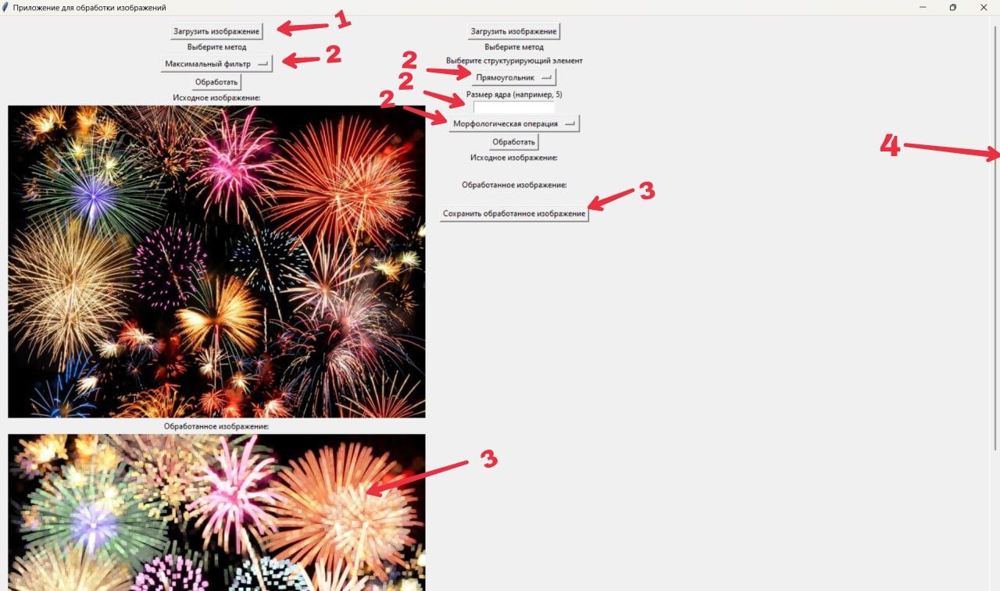 Приложение для обработки изображений
Загрузить изображение
1
Выберите метод
Максимальный фильтр
2
Обработать
Исходное изображение:
Обработанное изображение:
3
Загрузить изображение
Выберите метод
Выберите структурирующий элемент
2
Прямоугольник
2
Размер ядра (например, 5)
2
Морфологическая операция
Обработать
Исходное изображение:
Обработанное изображение:
3
Сохранить обработанное изображение
4